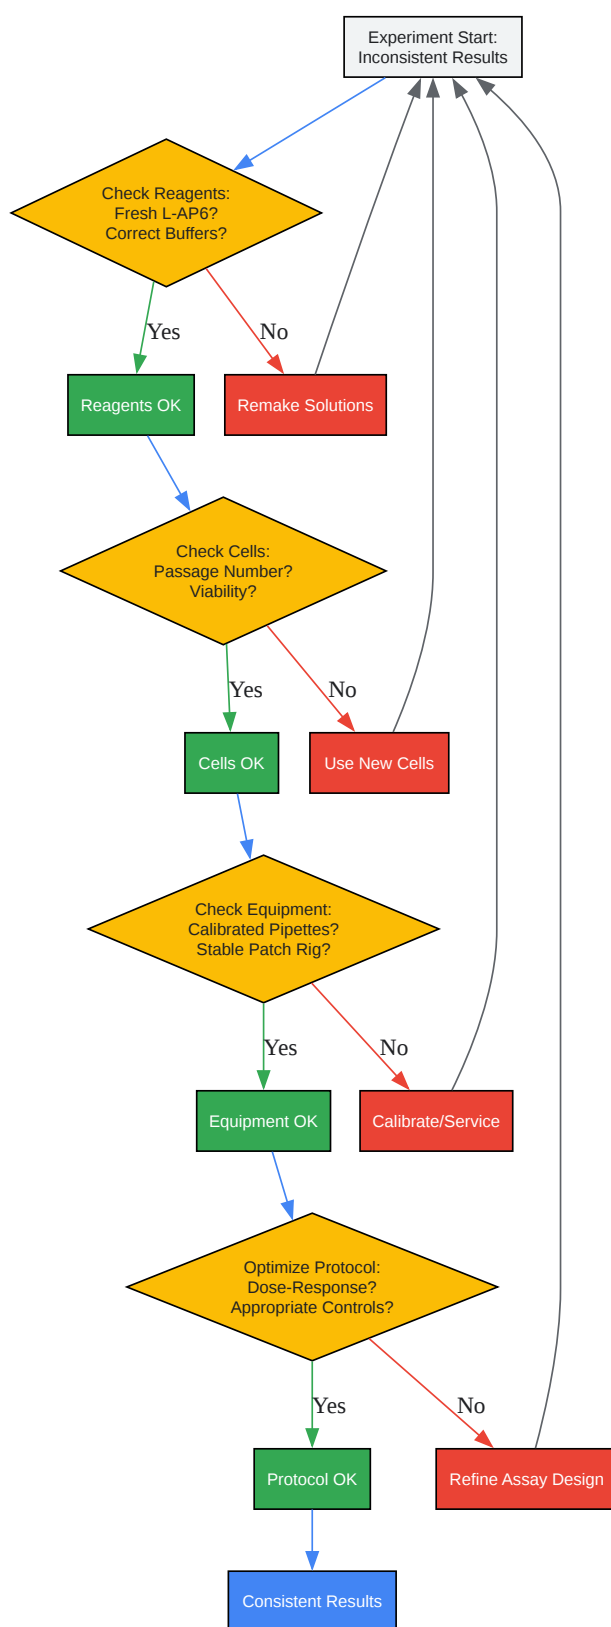 Experiment Start:
Inconsistent Results
Check Reagents:
Fresh L-AP6?
Correct Buffers?
Yes
No
Reagents OK
Remake Solutions
Check Cells:
Passage Number?
Viability?
Yes
No
Cells OK
Use New Cells
Check Equipment:
Calibrated Pipettes?
Stable Patch Rig?
Yes
No
Equipment OK
Calibrate/Service
Optimize Protocol:
Dose-Response?
Appropriate Controls?
Yes
No
Protocol OK
Refine Assay Design
Consistent Results